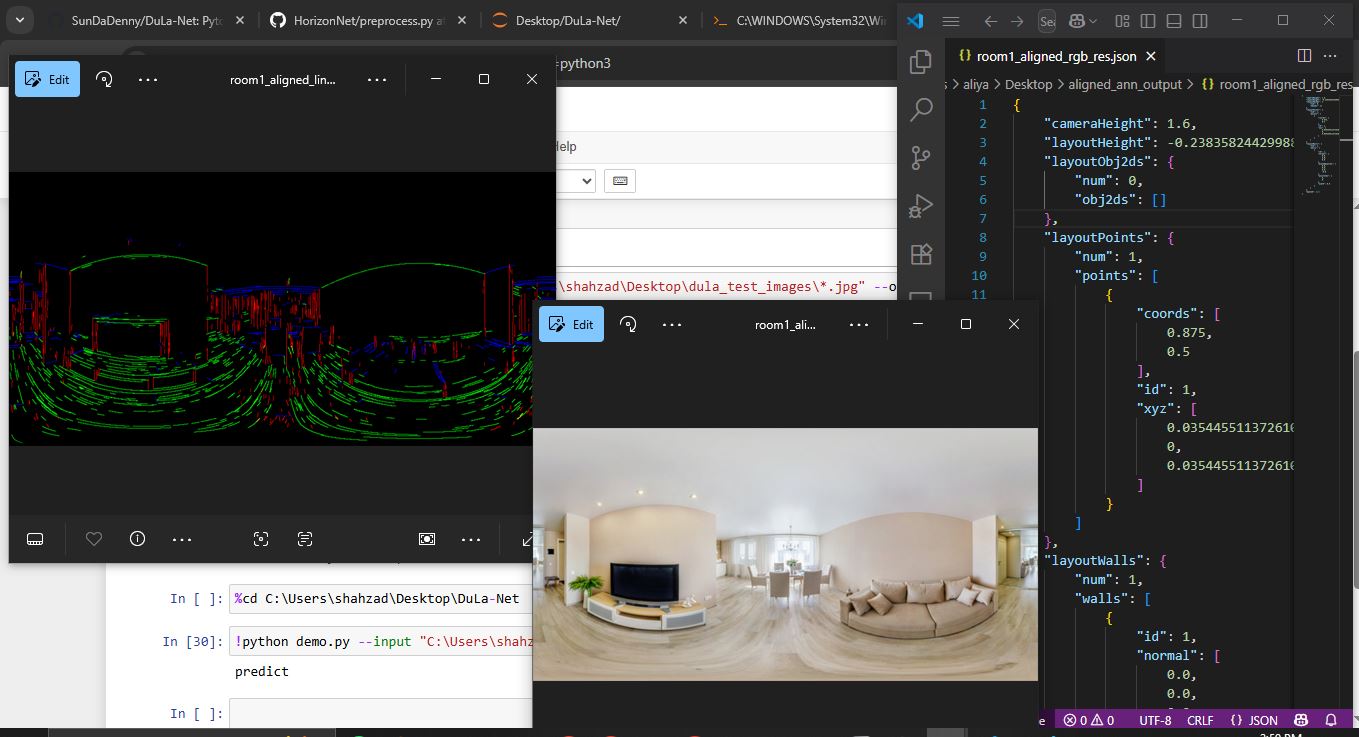 SunDaDenny/DuLa-Net: Pyto
HorizonNet/preprocess.py at
Desktop/DuLa-Net/
C:\WINDOWS\System32\Win
Sea
=python3
Edit
room1_aligned_lin...
Help
room1_aligned_rgb_res.json
s > aliya > Desktop > aligned_ann_output > {} room1_aligned_rgb_res
1 {
2 "cameraHeight": 1.6,
3 "layoutHeight": -0.2383582442998
4 "layoutObj2ds": {
5 "num": 0,
6 "obj2ds": []
7 },
8 "layoutPoints": {
9 "num": 1,
10 "points": [
11 {
"coords": [
0.875,
0.5
],
"id": 1,
"xyz": [
0.035445511372610
0,
0.035445511372610
]
}
]
},
"layoutWalls": {
"num": 1,
"walls": [
{
"id": 1,
"normal": [
0.0,
0.0,
\shahzad\Desktop\dula_test_images\*.jpg" --o
Edit
room1_ali...
In [ ]: %cd C:\Users\shahzad\Desktop\DuLa-Net
In [30]: !python demo.py --input "C:\Users\shahz
predict
In [ ]:
e 0 0 UTF-8 CRLF {} JSON